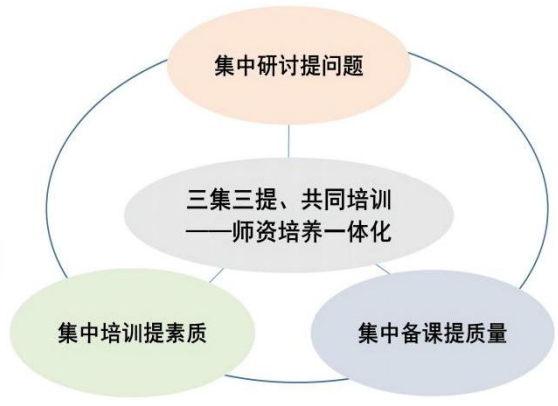 集中研讨提问题
三集三提、共同培训
——师资培养一体化
集中培训提素质
集中备课提质量